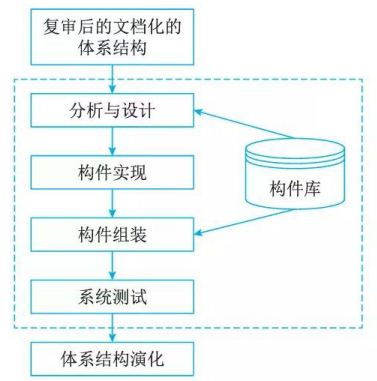 复审后的文档化的
体系结构
分析与设计
构件实现
构件库
构件组装
系统测试
体系结构演化